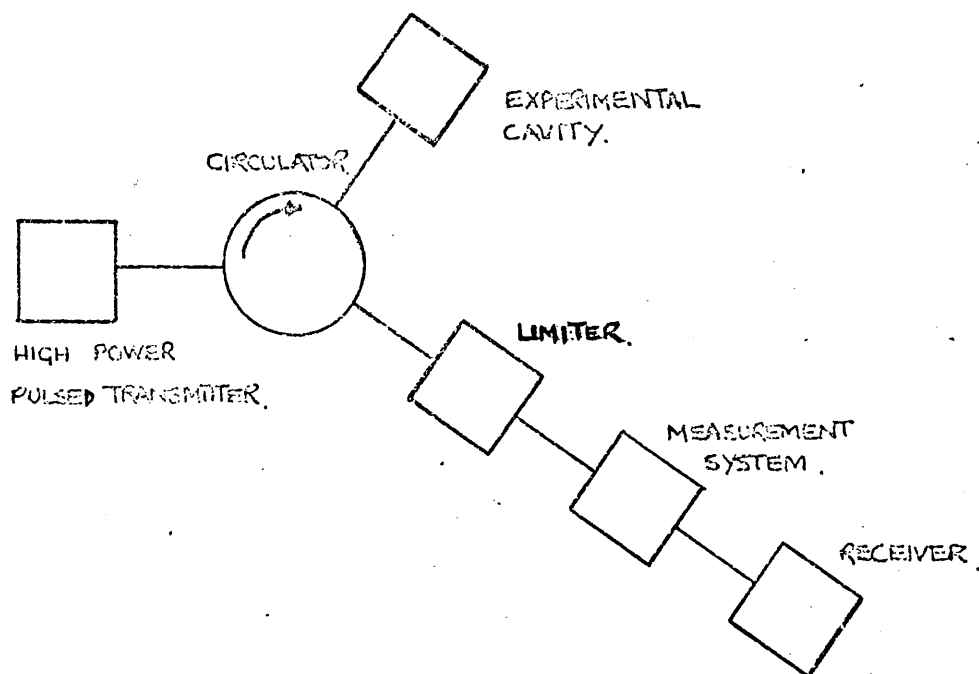 EXPERIMENTAL
CAVITY.
CIRCULATOR
HIGH POWER
PULSED TRANSMITTER.
LIMITER.
MEASUREMENT
SYSTEM.
RECEIVER.